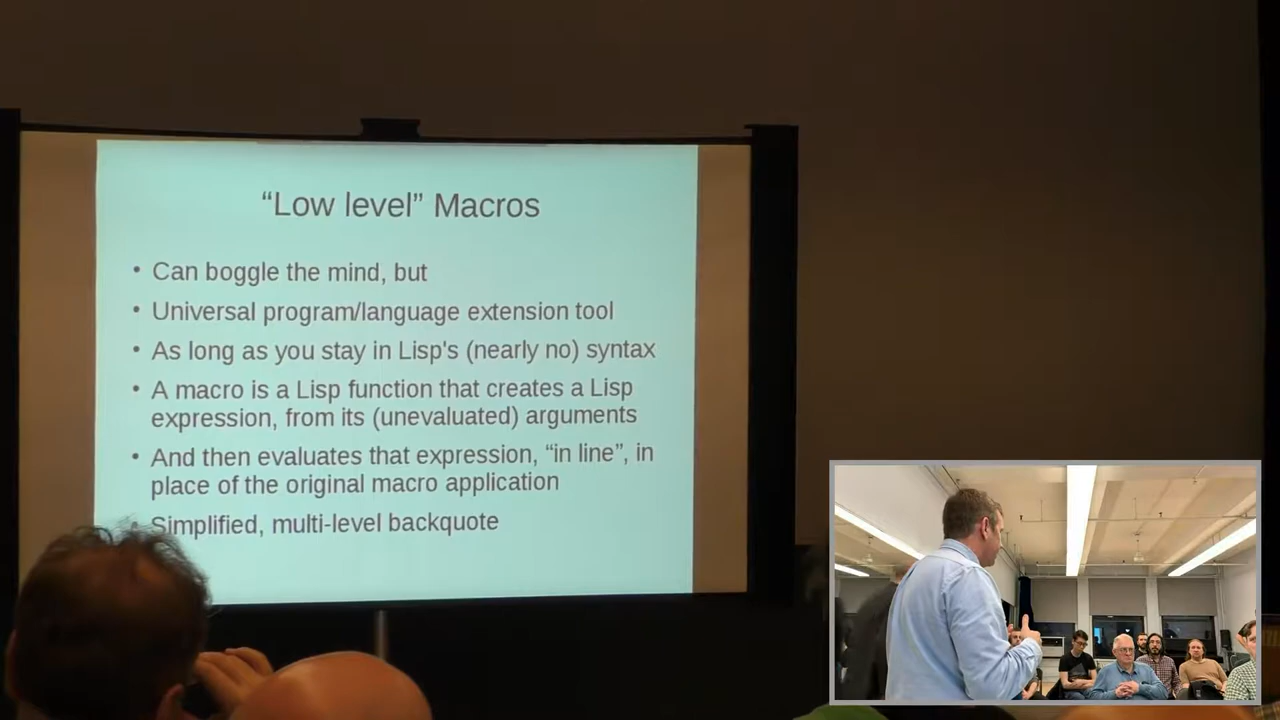 “Low level” Macros
• Can boggle the mind, but
• Universal program/language extension tool
• As long as you stay in Lisp's (nearly no) syntax
• A macro is a Lisp function that creates a Lisp
expression, from its (unevaluated) arguments
• And then evaluates that expression, “in line”, in
place of the original macro application
Simplified, multi-level backquote